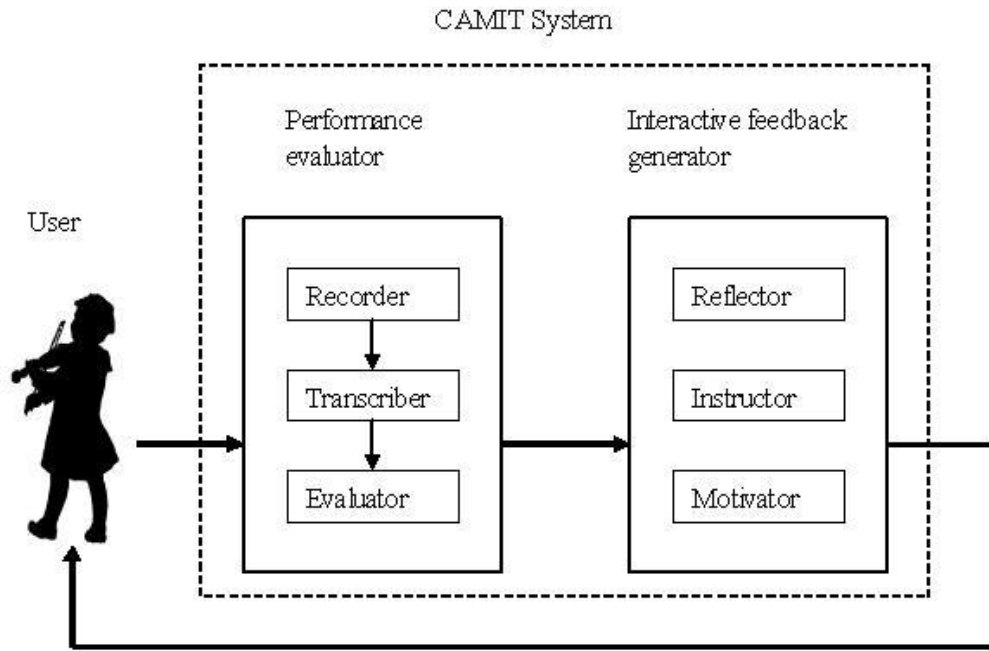 CAMIT System
Performance
evaluator
Interactive feedback
generator
User
Recorder
Transcriber
Evaluator
Reflector
Instructor
Motivator